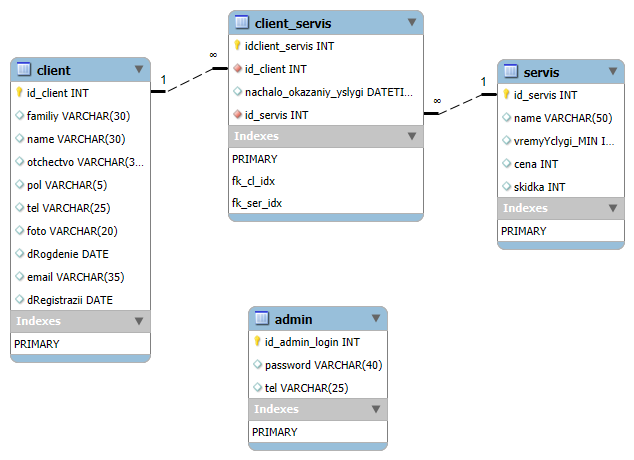 client
id_client INT
familiy VARCHAR(30)
name VARCHAR(30)
otchectvo VARCHAR(3...
pol VARCHAR(5)
tel VARCHAR(25)
foto VARCHAR(20)
dRogdenie DATE
email VARCHAR(35)
dRegistrazii DATE
Indexes
PRIMARY
1
∞
client_servis
idclient_servis INT
id_client INT
nachalo_okazaniy_yslygi DATETI...
id_servis INT
Indexes
PRIMARY
fk_cl_idx
fk_ser_idx
∞
1
servis
id_servis INT
name VARCHAR(50)
vremyYclygi_MIN I...
cena INT
skidka INT
Indexes
PRIMARY
admin
id_admin_login INT
password VARCHAR(40)
tel VARCHAR(25)
Indexes
PRIMARY